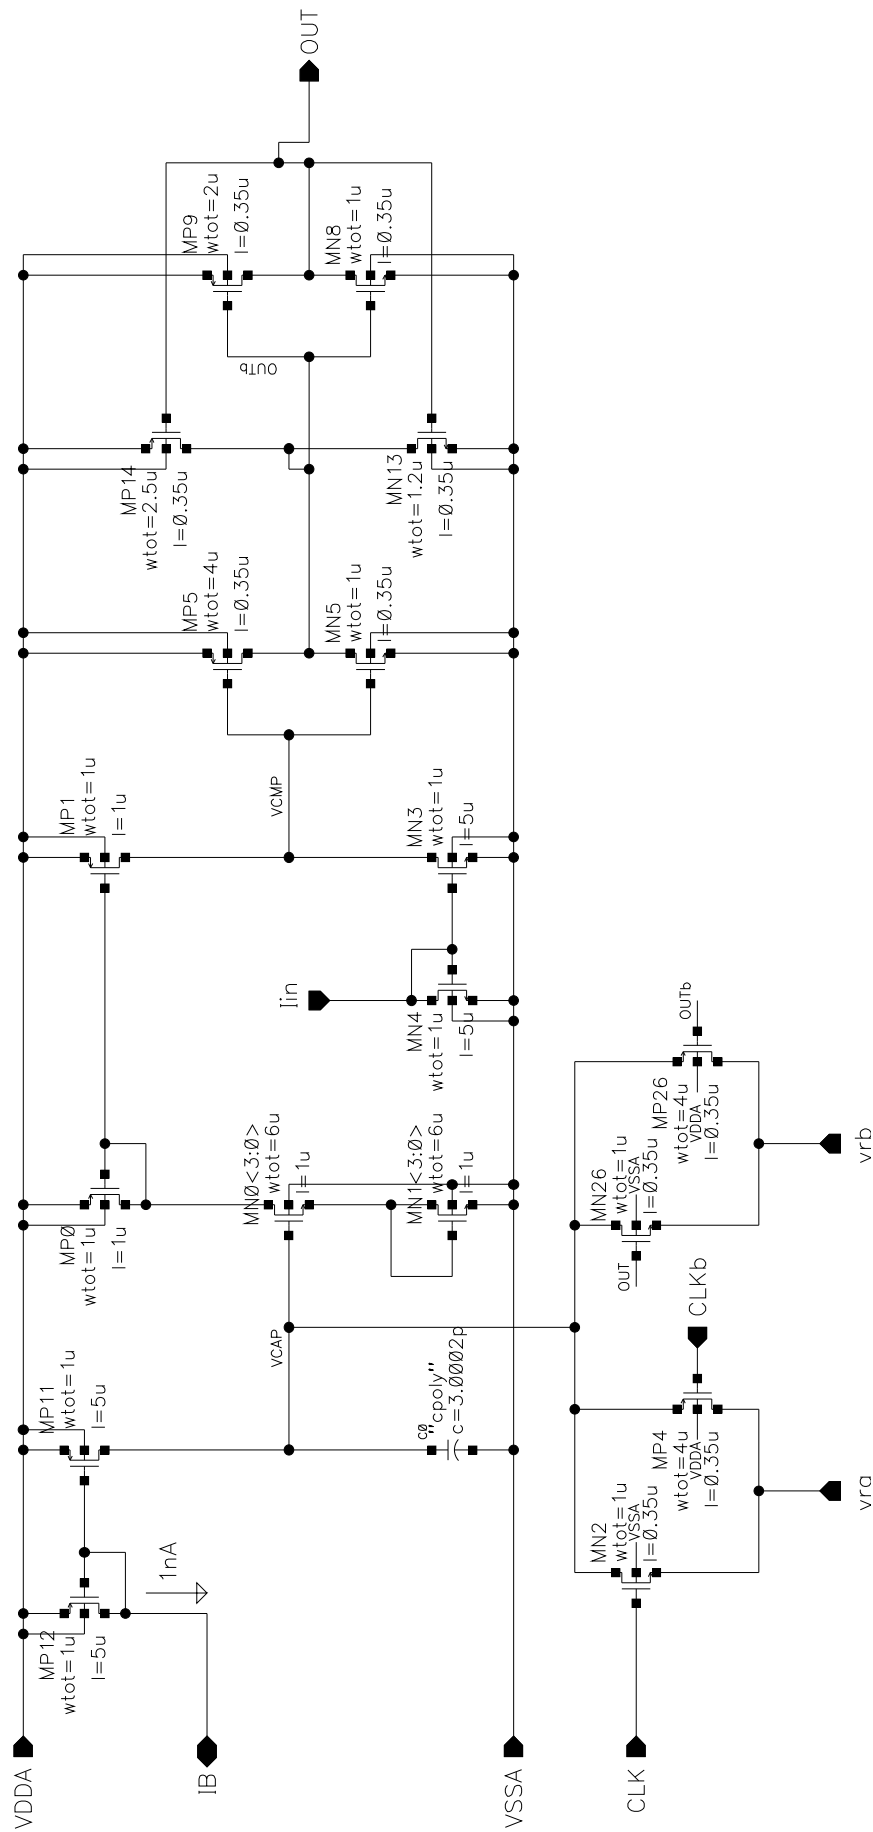 VDDA
IB
VSSA
CLK
MP12
wtot=1u
l=5u
1nA
MP11
wtot=1u
l=5u
VCAP
C0
"cpoly"
c=3.0002p
MP0
wtot=1u
l=1u
MN0<3:0>
wtot=6u
l=1u
MN1<3:0>
wtot=6u
l=1u
Iin
MN4
wtot=1u
l=5u
MP1
wtot=1u
l=1u
VCMP
MN3
wtot=1u
l=5u
MP5
wtot=4u
l=0.35u
MN5
wtot=1u
l=0.35u
MP14
wtot=2.5u
l=0.35u
MN13
wtot=1.2u
l=0.35u
OUTb
MP9
wtot=2u
l=0.35u
MN8
wtot=1u
l=0.35u
OUT
MN2
wtot=1u
VSSA
l=0.35u
MP4
wtot=4u
VDDA
l=0.35u
CLKb
vra
OUT
MN26
wtot=1u
VSSA
l=0.35u
MP26
wtot=4u
VDDA
l=0.35u
OUTb
vrb